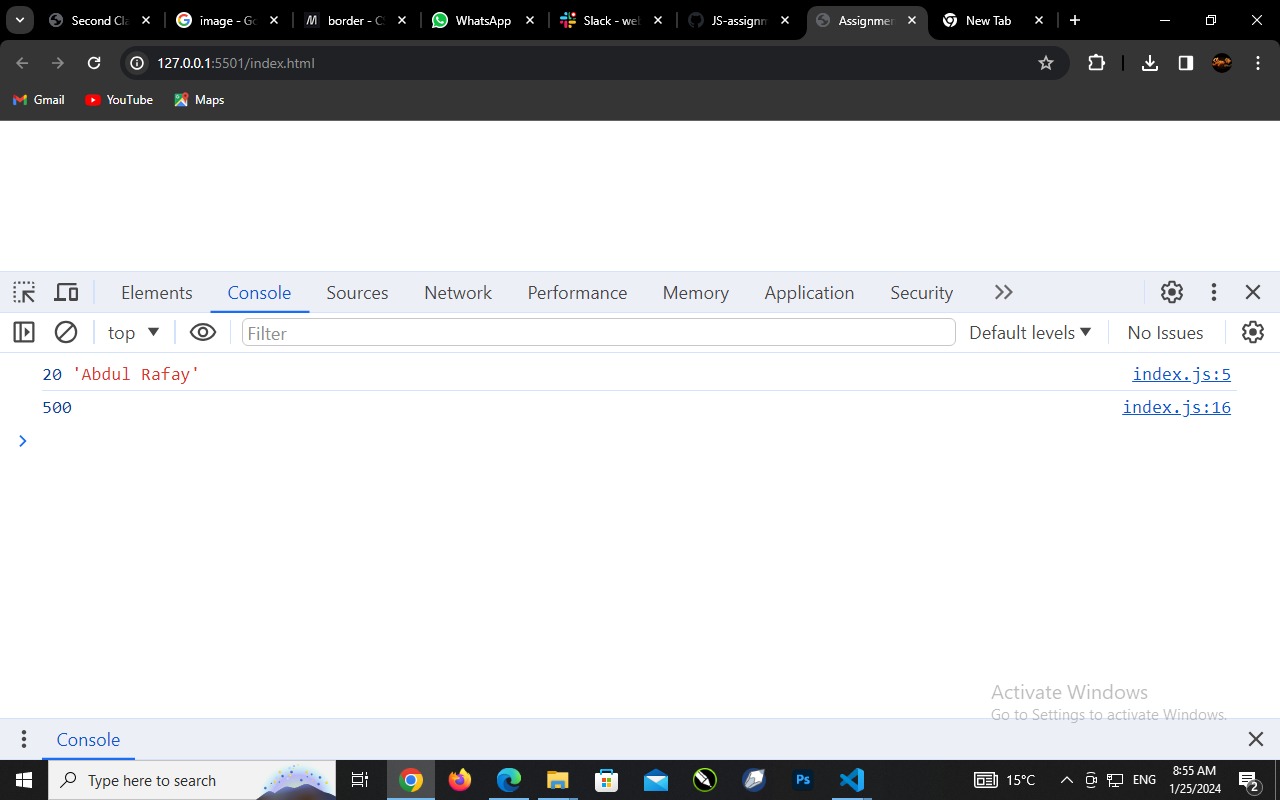 Second Cla
image - Go
M border - CS
WhatsApp
Slack - wel
JS-assignm
Assignmen
New Tab
127.0.0.1:5501/index.html
Gmail YouTube Maps
Elements Console Sources Network Performance Memory Application Security
top Filter Default levels No Issues
20 'Abdul Rafay' index.js:5
500 index.js:16
Activate Windows
Go to Settings to activate Windows.
Console
Type here to search
Ps
15°C
ENG
8:55 AM
1/25/2024
2